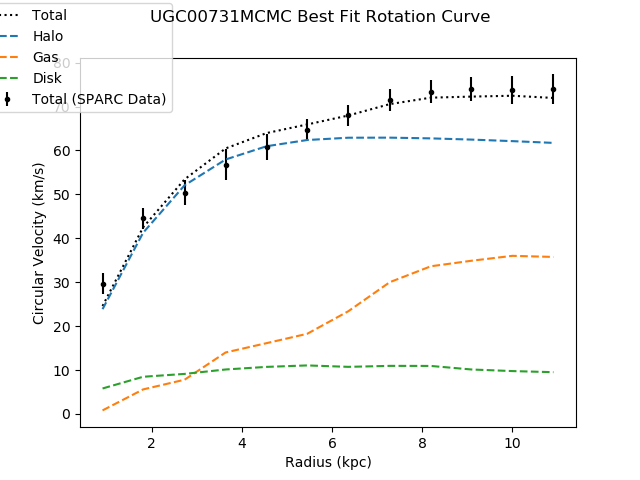 UGC00731MCMC Best Fit Rotation Curve
Total
Halo
Gas
Disk
Total (SPARC Data)
80
70
60
50
40
30
20
10
0
Circular Velocity (km/s)
2 4 6 8 10
Radius (kpc)